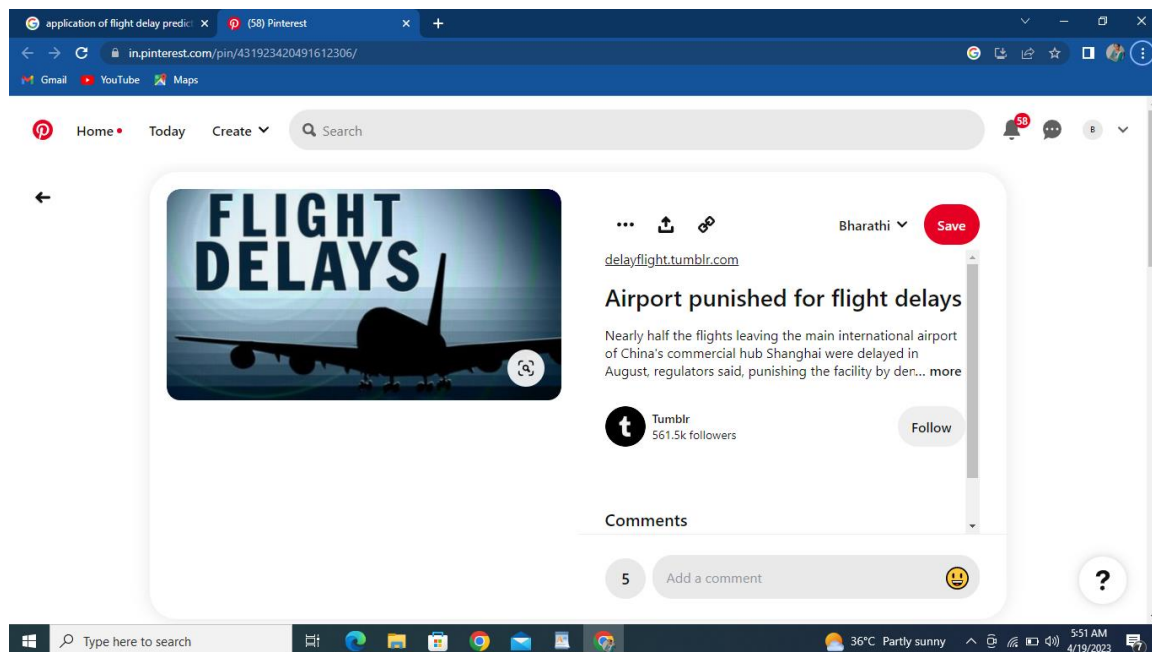 application of flight delay predict
(58) Pinterest
in.pinterest.com/pin/431923420491612306/
Gmail
YouTube
Maps
Home
Today
Create
Search
58
B
FLIGHT
DELAYS
Bharathi
Save
delayflight.tumblr.com
Airport punished for flight delays
Nearly half the flights leaving the main international airport
of China's commercial hub Shanghai were delayed in
August, regulators said, punishing the facility by den... more
t
Tumblr
561.5k followers
Follow
Comments
5
Add a comment
?
Type here to search
36°C Partly sunny
5:51 AM
4/19/2023
7